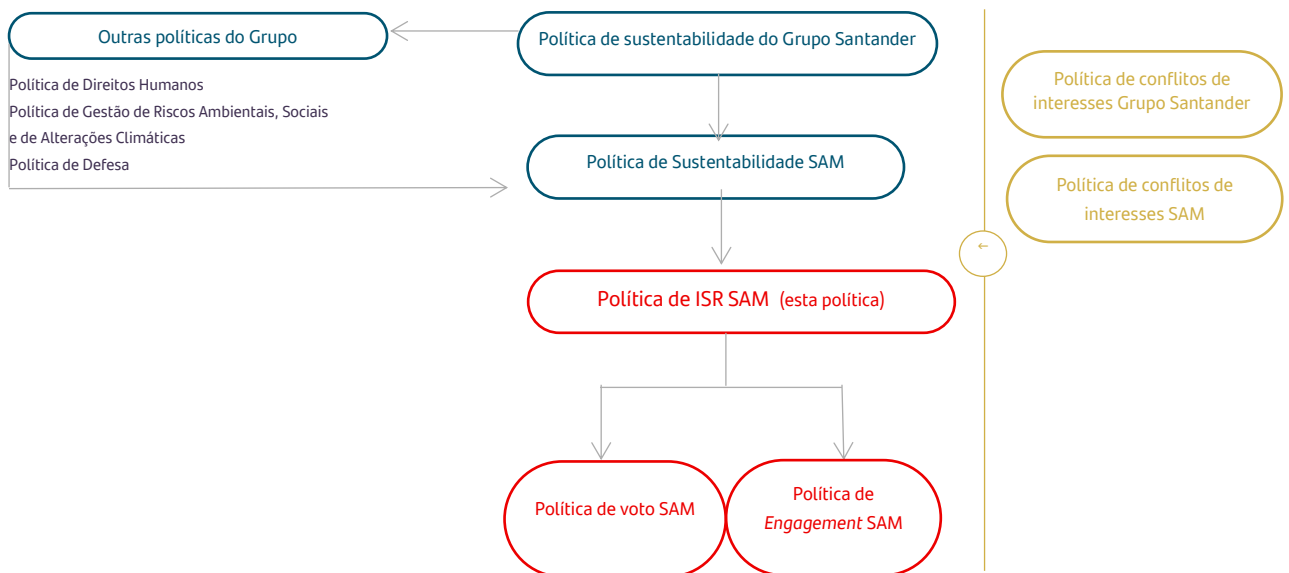 Outras políticas do Grupo
Política de sustentabilidade do Grupo Santander
Política de Direitos Humanos
Política de Gestão de Riscos Ambientais, Sociais
e de Alterações Climáticas
Política de Defesa
Política de Sustentabilidade SAM
Política de ISR SAM (esta política)
Política de voto SAM
Política de
Engagement SAM
Política de conflitos de
interesses Grupo Santander
Política de conflitos de
interesses SAM
←